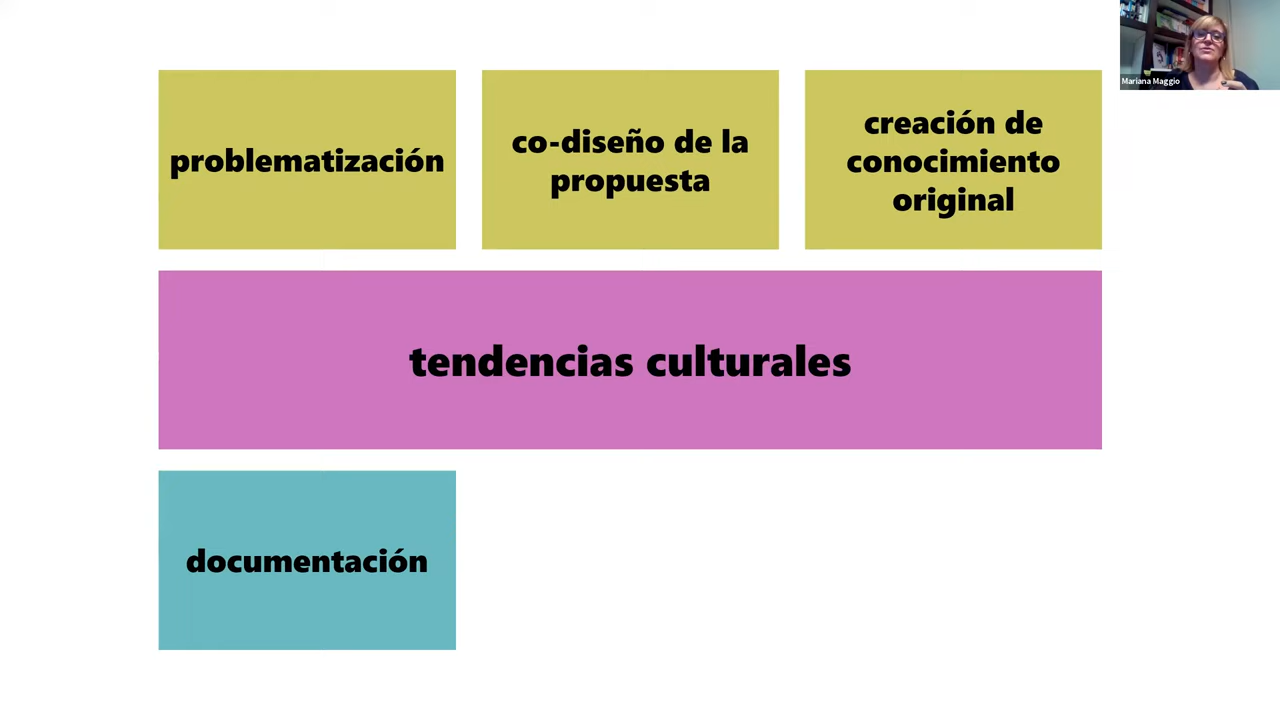 Mariana Maggio
problematización
co-diseño de la
propuesta
creación de
conocimiento
original
tendencias culturales
documentación